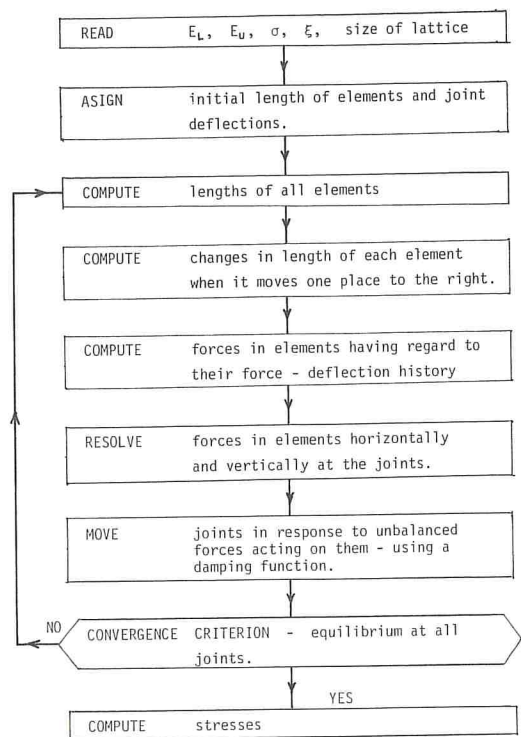 READ E_L, E_U, σ, ξ, size of lattice
ASIGN initial length of elements and joint
deflections.
COMPUTE lengths of all elements
COMPUTE changes in length of each element
when it moves one place to the right.
COMPUTE forces in elements having regard to
their force - deflection history
RESOLVE forces in elements horizontally
and vertically at the joints.
MOVE joints in response to unbalanced
forces acting on them - using a
damping function.
NO
CONVERGENCE CRITERION - equilibrium at all
joints.
YES
COMPUTE stresses